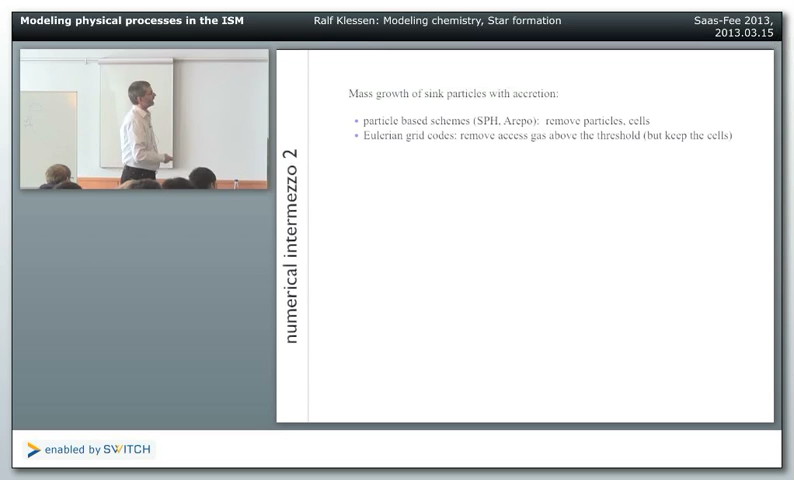 Modeling physical processes in the ISM
Ralf Klessen: Modeling chemistry, Star formation
Saas-Fee 2013,
2013.03.15
numerical intermezzo 2
Mass growth of sink particles with accretion:
• particle based schemes (SPH, Arepo): remove particles, cells
• Eulerian grid codes: remove access gas above the threshold (but keep the cells)
enabled by SWITCH